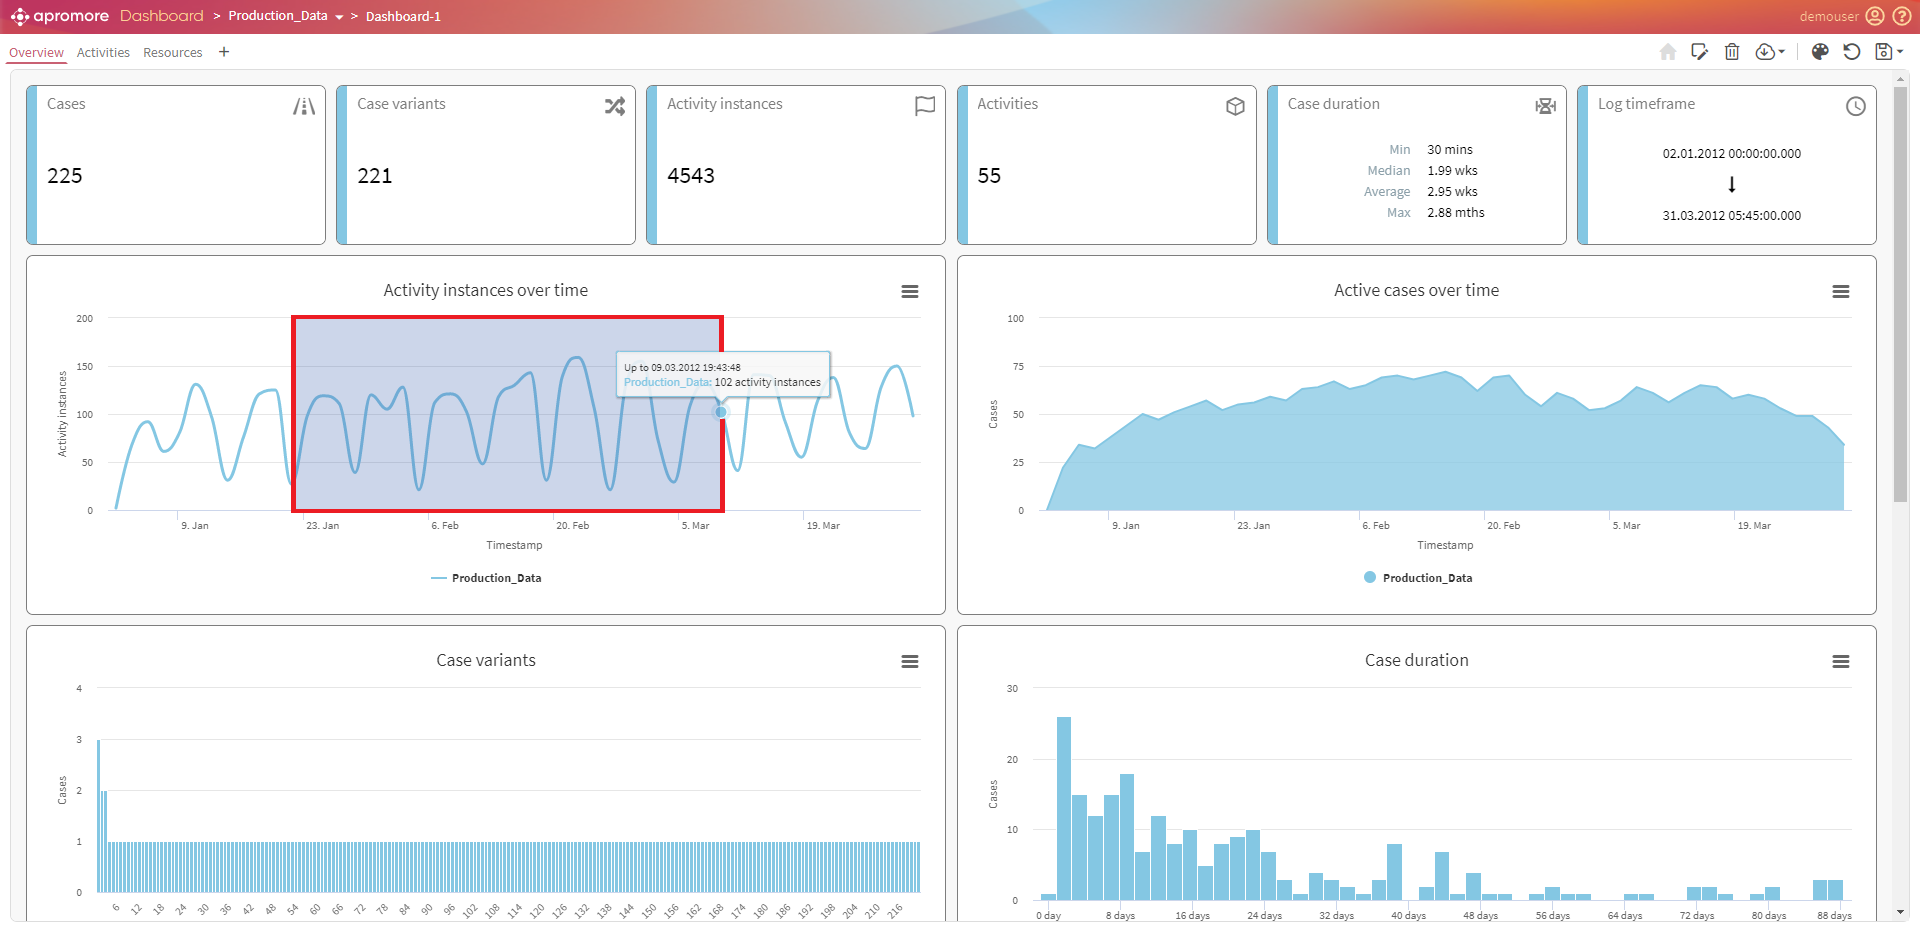 apromore Dashboard > Production_Data > Dashboard-1
demouser
Overview Activities Resources +
Cases
225
Case variants
221
Activity instances
4543
Activities
55
Case duration
Min 30 mins
Median 1.99 wks
Average 2.95 wks
Max 2.88 mths
Log timeframe
02.01.2012 00:00:00.000
31.03.2012 05:45:00.000
Activity instances over time
Activity instances
200
150
100
50
0
Up to 09.03.2012 19:43:48
Production_Data: 102 activity instances
9. Jan 23. Jan 6. Feb 20. Feb 5. Mar 19. Mar
Timestamp
Production_Data
Active cases over time
Cases
100
75
50
25
0
9. Jan 23. Jan 6. Feb 20. Feb 5. Mar 19. Mar
Timestamp
Production_Data
Case variants
Cases
4
3
2
1
0
6 12 18 24 30 36 42 48 54 60 66 72 78 84 90 96 102 108 114 120 126 132 138 144 150 156 162 168 174 180 186 192 198 204 210 216
Case duration
Cases
30
20
10
0
0 day 8 days 16 days 24 days 32 days 40 days 48 days 56 days 64 days 72 days 80 days 88 days